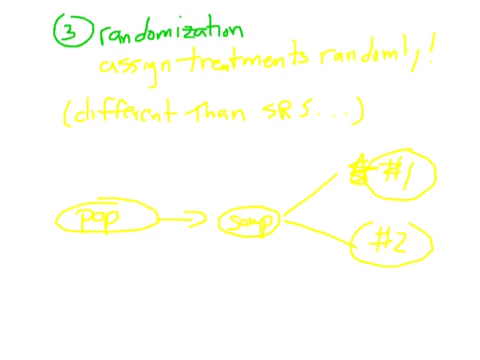 ③ randomization
assign treatments randomly!
(different than SRS...)
#1
pop samp
#2